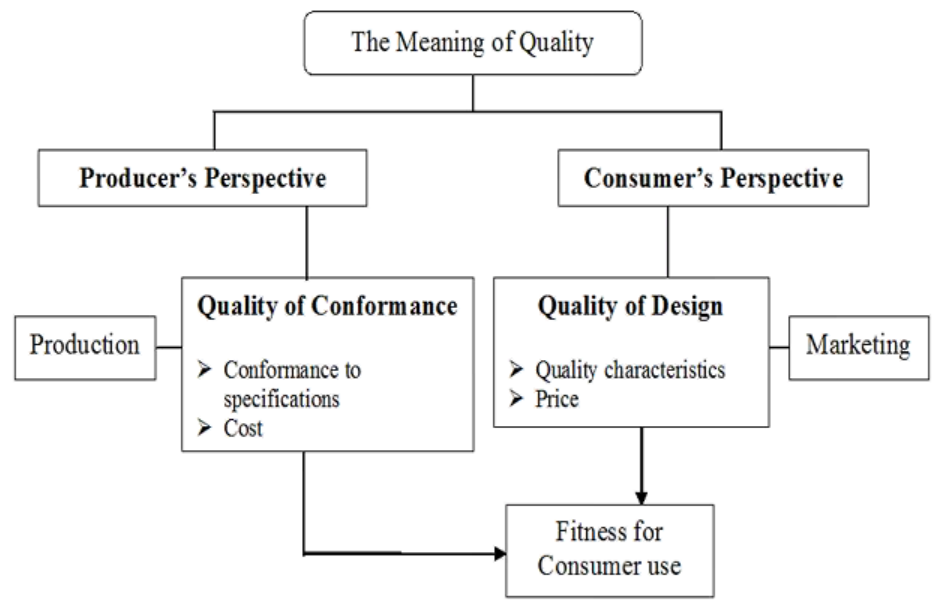 The Meaning of Quality
Producer’s Perspective
Consumer’s Perspective
Production
Quality of Conformance
➢ Conformance to
specifications
➢ Cost
Quality of Design
➢ Quality characteristics
➢ Price
Marketing
Fitness for
Consumer use